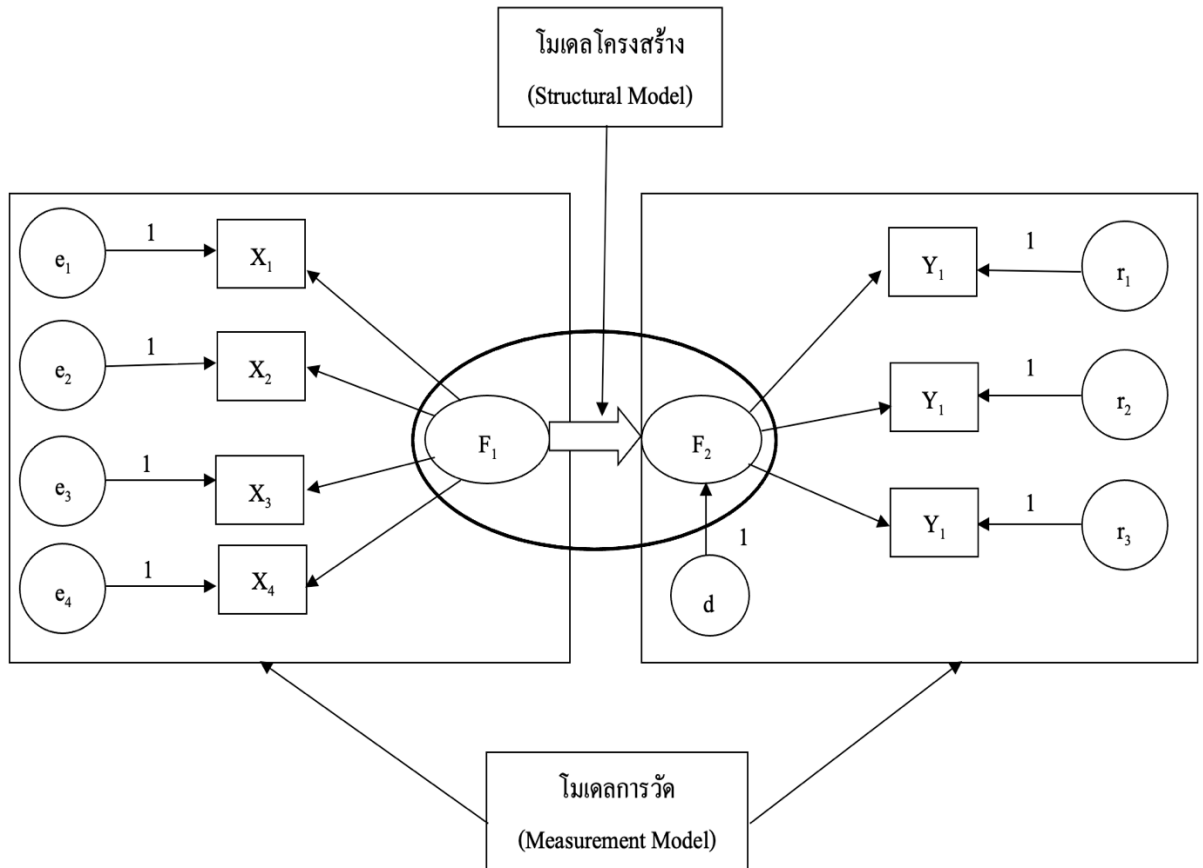 โมเดลโครงสร้าง
(Structural Model)
e₁ 1 X₁
Y₁ 1 r₁
e₂ 1 X₂
Y₁ 1 r₂
F₁
F₂
e₃ 1 X₃
Y₁ 1 r₃
e₄ 1 X₄
1
d
โมเดลการวัด
(Measurement Model)